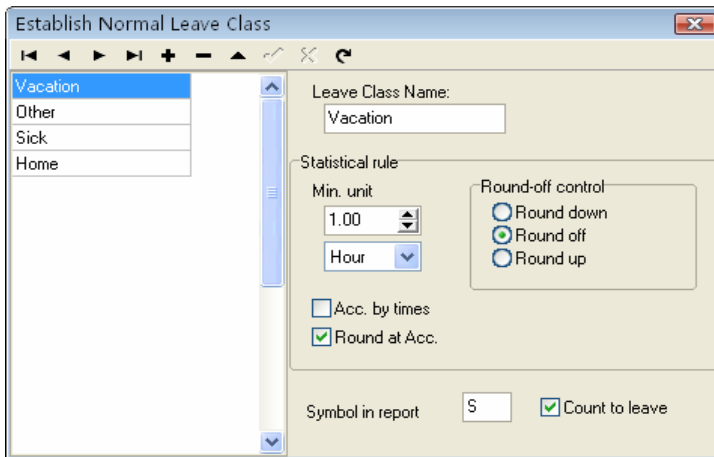 Establish Normal Leave Class
Vacation
Other
Sick
Home
Leave Class Name:
Vacation
Statistical rule
Min. unit
1.00
Hour
Round-off control
Round down
Round off
Round up
Acc. by times
Round at Acc.
Symbol in report
S
Count to leave